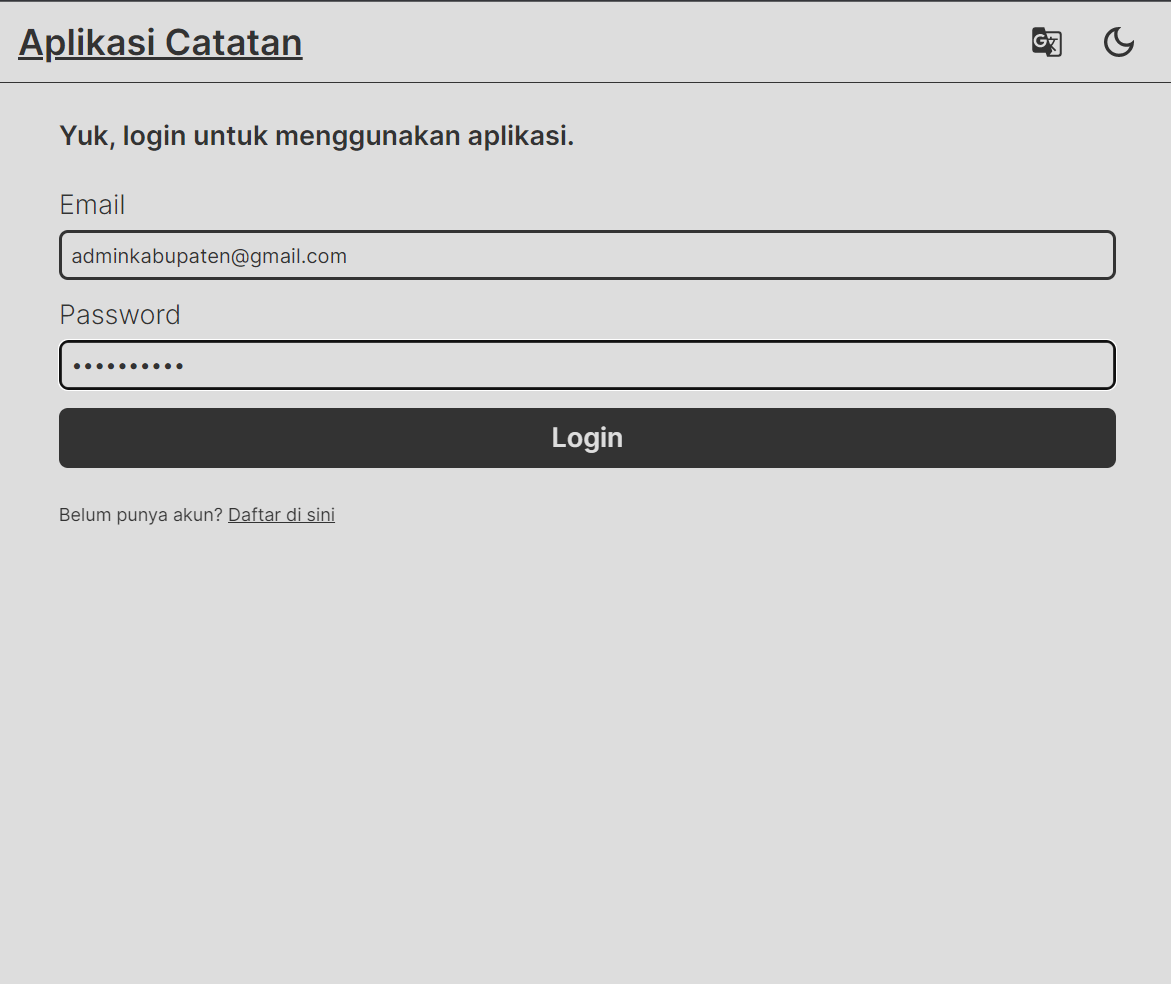 Aplikasi Catatan
Yuk, login untuk menggunakan aplikasi.
Email
adminkabupaten@gmail.com
Password
••••••••••
Login
Belum punya akun? Daftar di sini